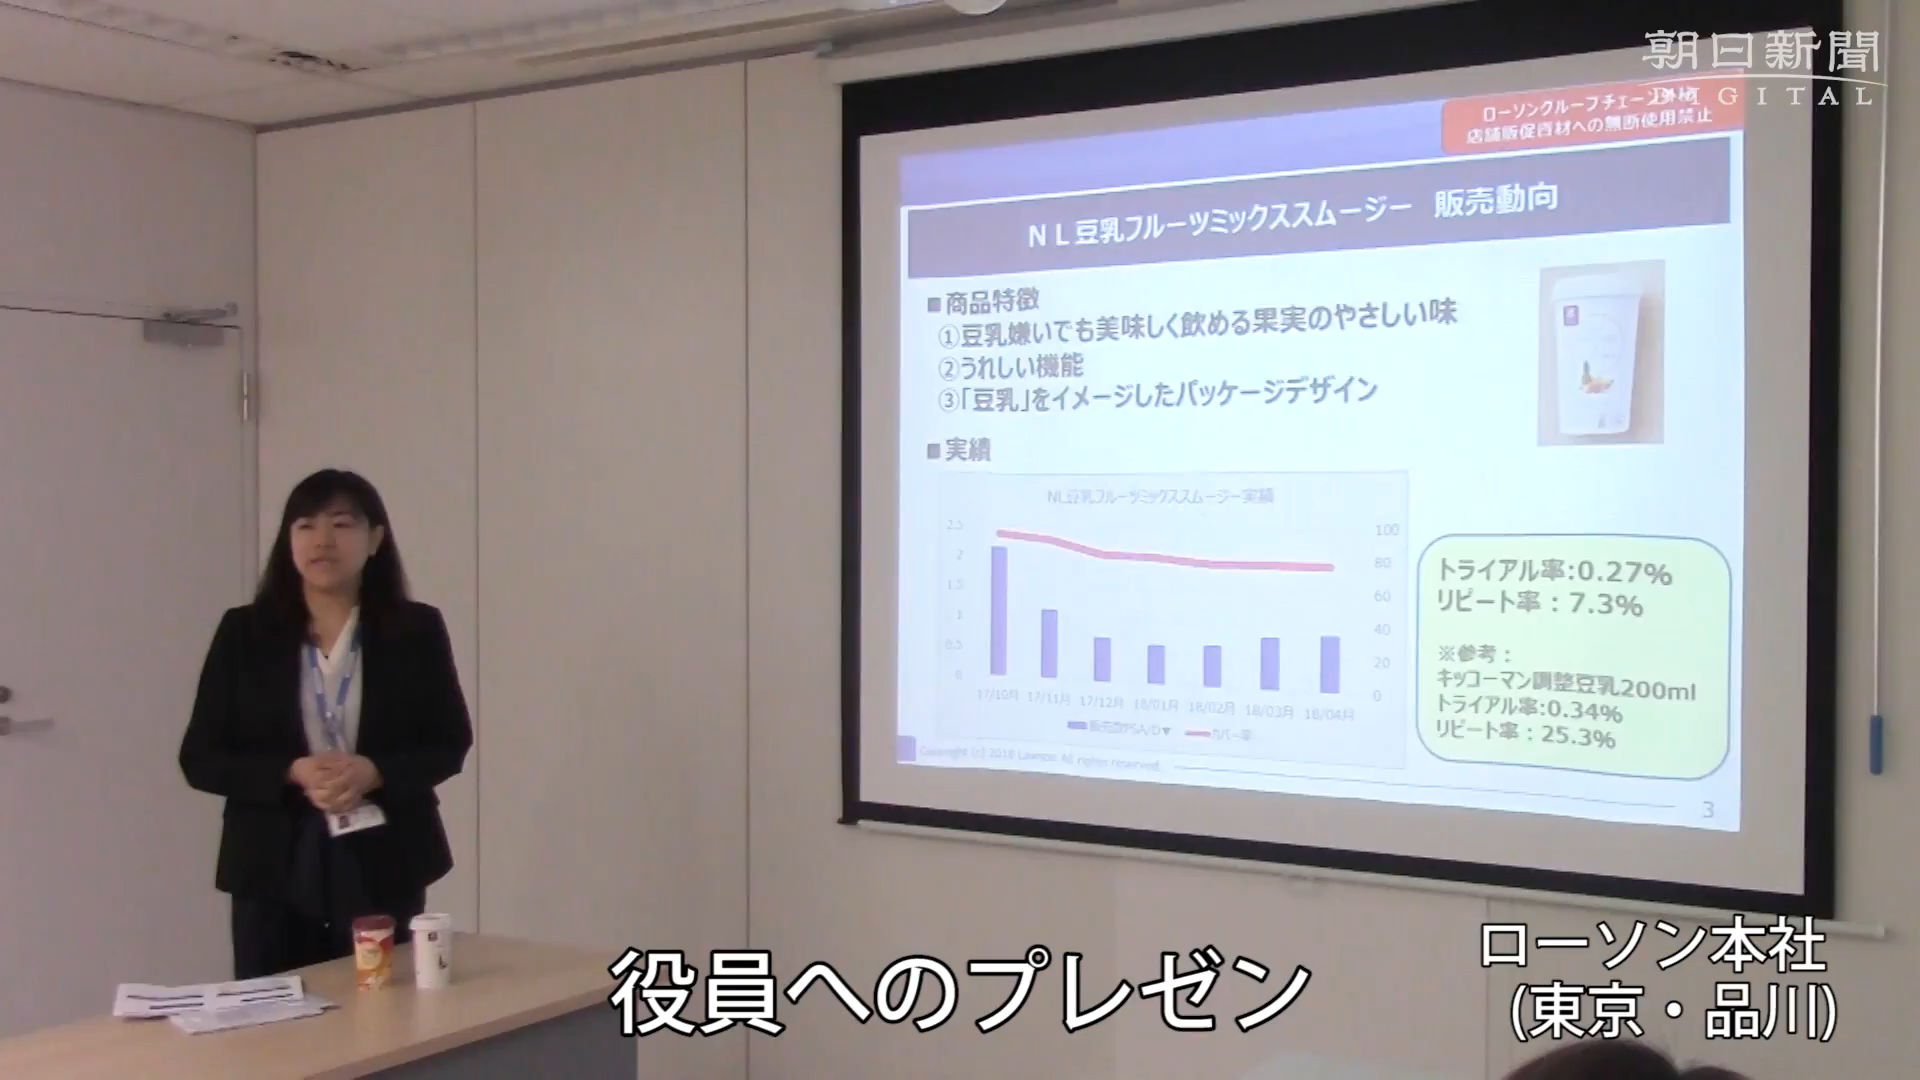 朝日新聞
DIGITAL
ローソングループチェーン外秘
店舗販促資材への無断使用禁止
NL豆乳フルーツミックススムージー 販売動向
■商品特徴
①豆乳嫌いでも美味しく飲める果実のやさしい味
②うれしい機能
③「豆乳」をイメージしたパッケージデザイン
■実績
NL豆乳フルーツミックススムージー実績
2.5
2
1.5
1
0.5
0
100
80
60
40
20
0
17/10月 17/11月 17/12月 18/01月 18/02月 18/03月 18/04月
カバー率
トライアル率:0.27%
リピート率：7.3%
※参考：
キッコーマン調整豆乳200ml
トライアル率:0.34%
リピート率：25.3%
Copyright (c) 2018 Lawson All rights reserved.
3
役員へのプレゼン
ローソン本社
(東京・品川)